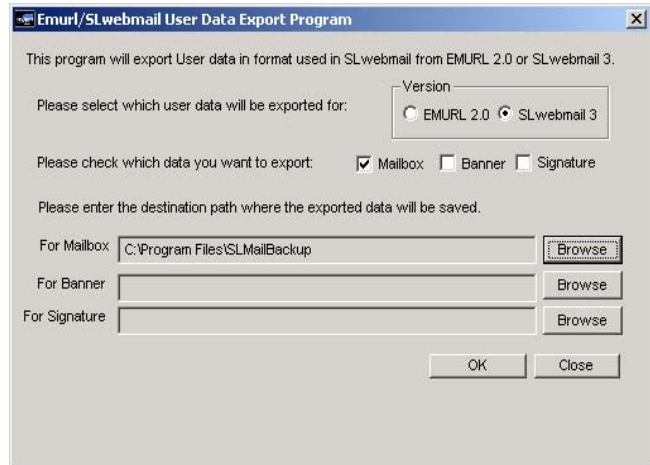 Emurl/SLwebmail User Data Export Program
This program will export User data in format used in SLwebmail from EMURL 2.0 or SLwebmail 3.
Version
Please select which user data will be exported for:
EMURL 2.0 SLwebmail 3
Please check which data you want to export: Mailbox Banner Signature
Please enter the destination path where the exported data will be saved.
For Mailbox C:\Program Files\SLMailBackup Browse
For Banner Browse
For Signature Browse
OK Close